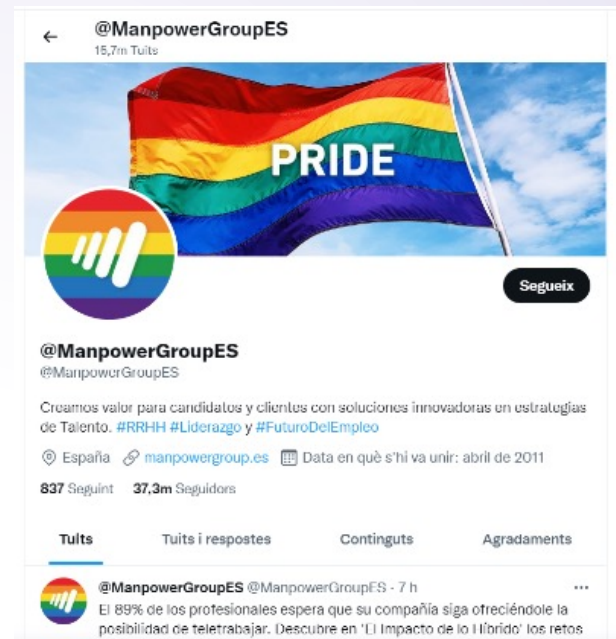 @ManpowerGroupES
15,7m Tuits
PRIDE
Segueix
@ManpowerGroupES
@ManpowerGroupES
Creamos valor para candidatos y clientes con soluciones innovadoras en estrategias
de Talento. #RRHH #Liderazgo y #FuturoDelEmpleo
España manpowergroup.es Data en què s'hi va unir: abril de 2011
837 Seguint 37,3m Seguidors
Tuits Tuits i respostes Continguts Agradaments
@ManpowerGroupES @ManpowerGroupES · 7 h ···
El 89% de los profesionales espera que su compañía siga ofreciéndole la
posibilidad de teletrabajar. Descubre en 'El Impacto de lo Híbrido' los retos